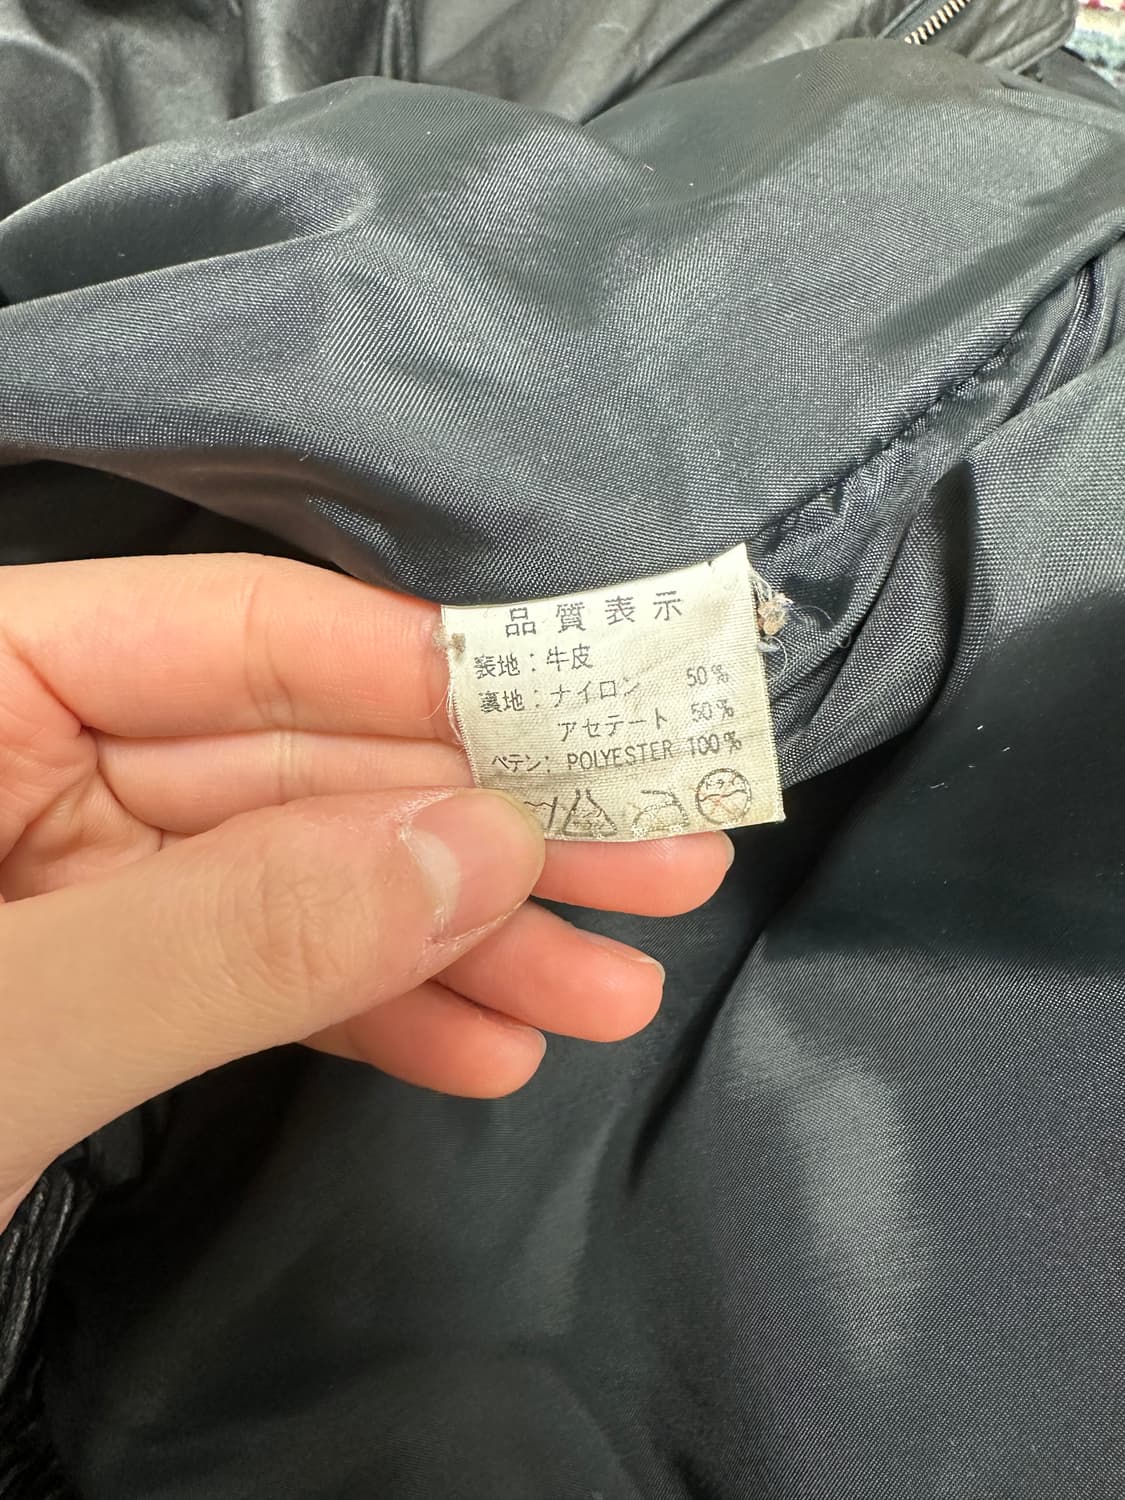 品質表示
表地：牛皮
裏地：ナイロン 50%
アセテート 50%
ペテン：POLYESTER 100%